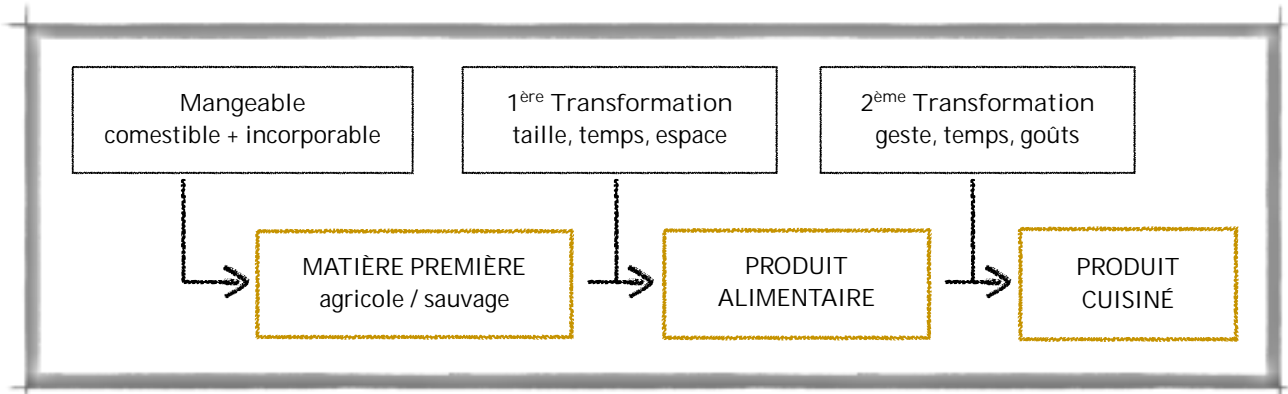 Mangeable
comestible + incorporable
1ère Transformation
taille, temps, espace
2ème Transformation
geste, temps, goûts
MATIÈRE PREMIÈRE
agricole / sauvage
PRODUIT
ALIMENTAIRE
PRODUIT
CUISINÉ